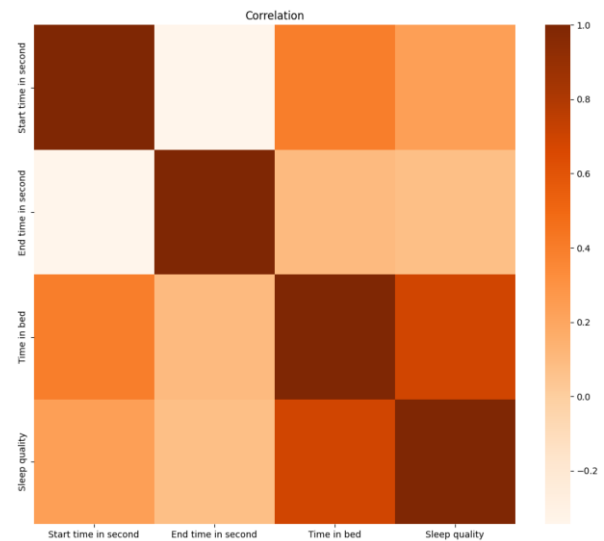 Correlation
Start time in second
End time in second
Time in bed
Sleep quality
Start time in second
End time in second
Time in bed
Sleep quality
1.0
0.8
0.6
0.4
0.2
0.0
−0.2